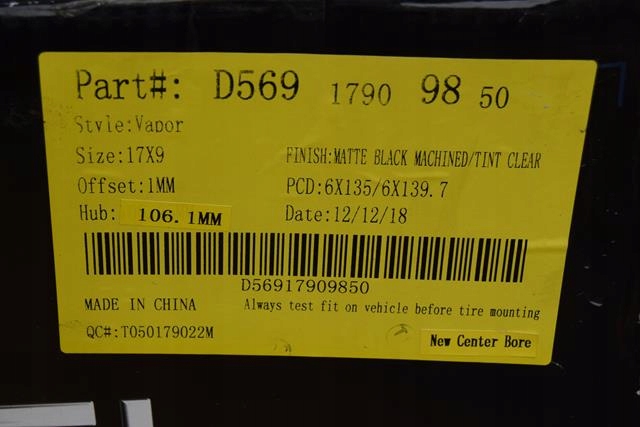 Part#: D569 1790 98 50
Style:Vapor
Size:17X9 FINISH:MATTE BLACK MACHINED/TINT CLEAR
Offset:1MM PCD:6X135/6X139.7
Hub: 106.1MM Date:12/12/18
D56917909850
MADE IN CHINA Always test fit on vehicle before tire mounting
QC#:T050179022M New Center Bore